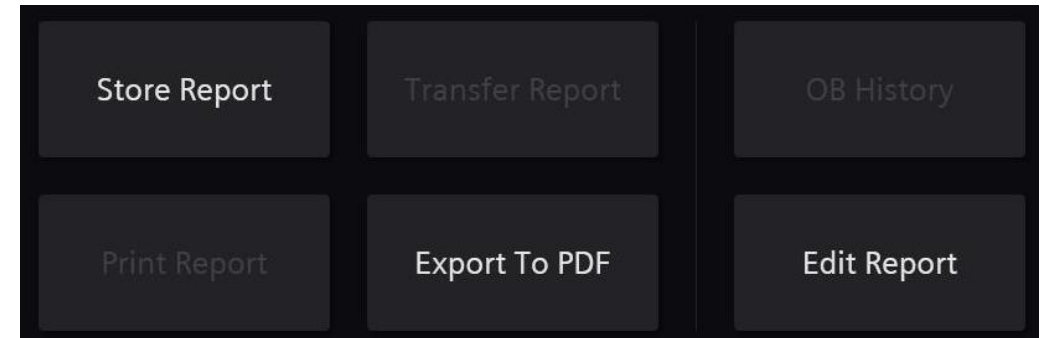 Store Report
Transfer Report
OB History
Print Report
Export To PDF
Edit Report